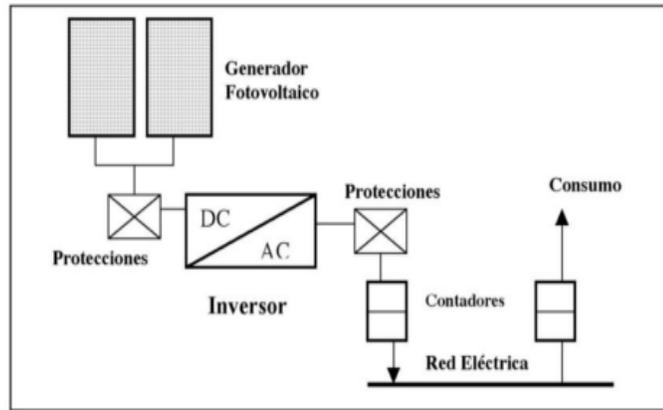 Generador
Fotovoltaico
Protecciones
Consumo
DC
AC
Protecciones
Inversor
Contadores
Red Eléctrica